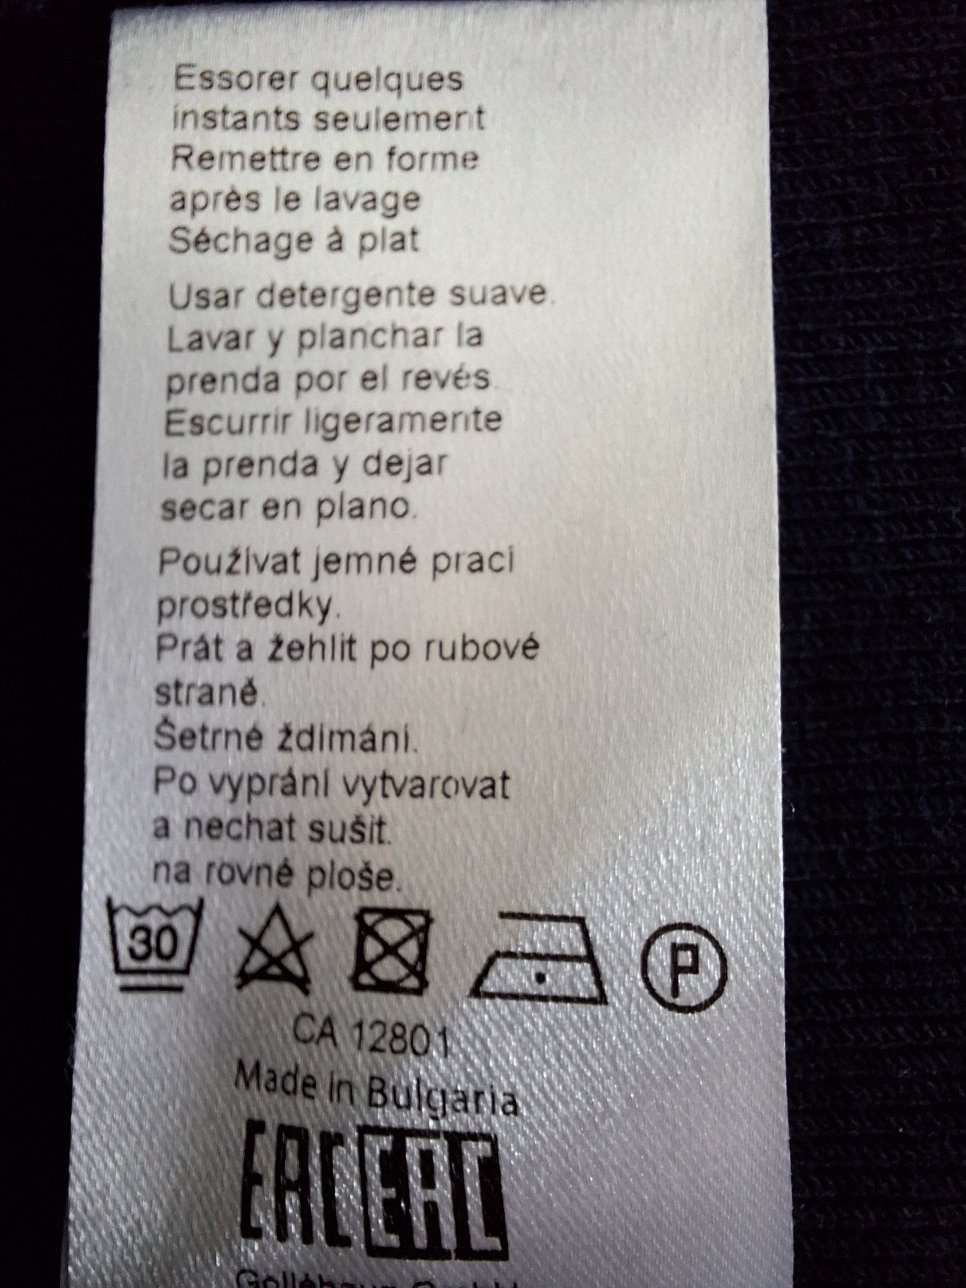 Essorer quelques
instants seulement
Remettre en forme
après le lavage
Séchage à plat
Usar detergente suave.
Lavar y planchar la
prenda por el revés.
Escurrir ligeramente
la prenda y dejar
secar en plano.
Používat jemné prací
prostředky.
Prát a žehlit po rubové
straně.
Šetrné ždímání.
Po vyprání vytvarovat
a nechat sušit.
na rovné ploše.
30 P
CA 12801
Made in Bulgaria
EAC EAC